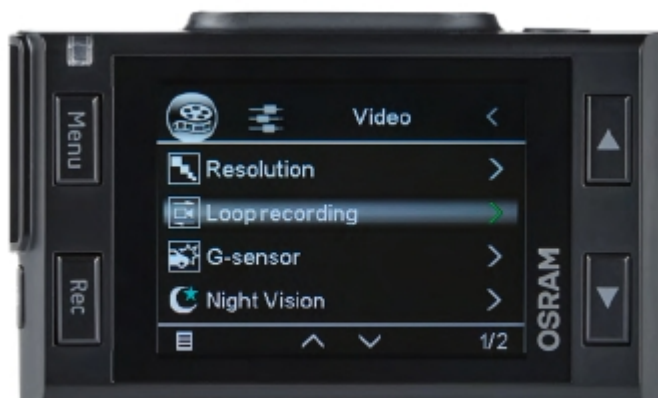 Menu
Rec
Video
Resolution
Loop recording
G-sensor
Night Vision
1/2
OSRAM